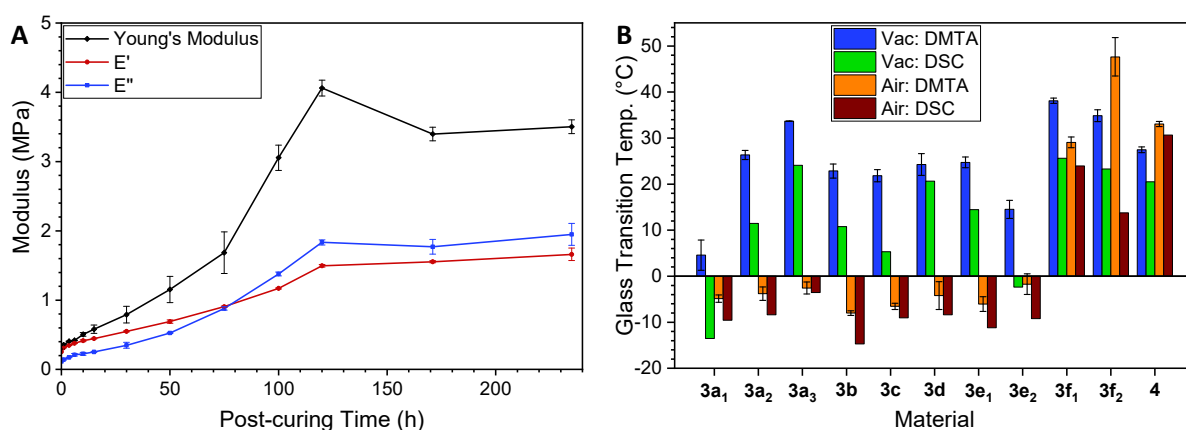 A
Young's Modulus
E'
E"
Modulus (MPa)
5
4
3
2
1
0
0
50
100
150
200
Post-curing Time (h)
B
Vac: DMTA
Vac: DSC
Air: DMTA
Air: DSC
Glass Transition Temp. (°C)
50
40
30
20
10
0
-10
-20
3a₁ 3a₂ 3a₃ 3b 3c 3d 3e₁ 3e₂ 3f₁ 3f₂ 4
Material